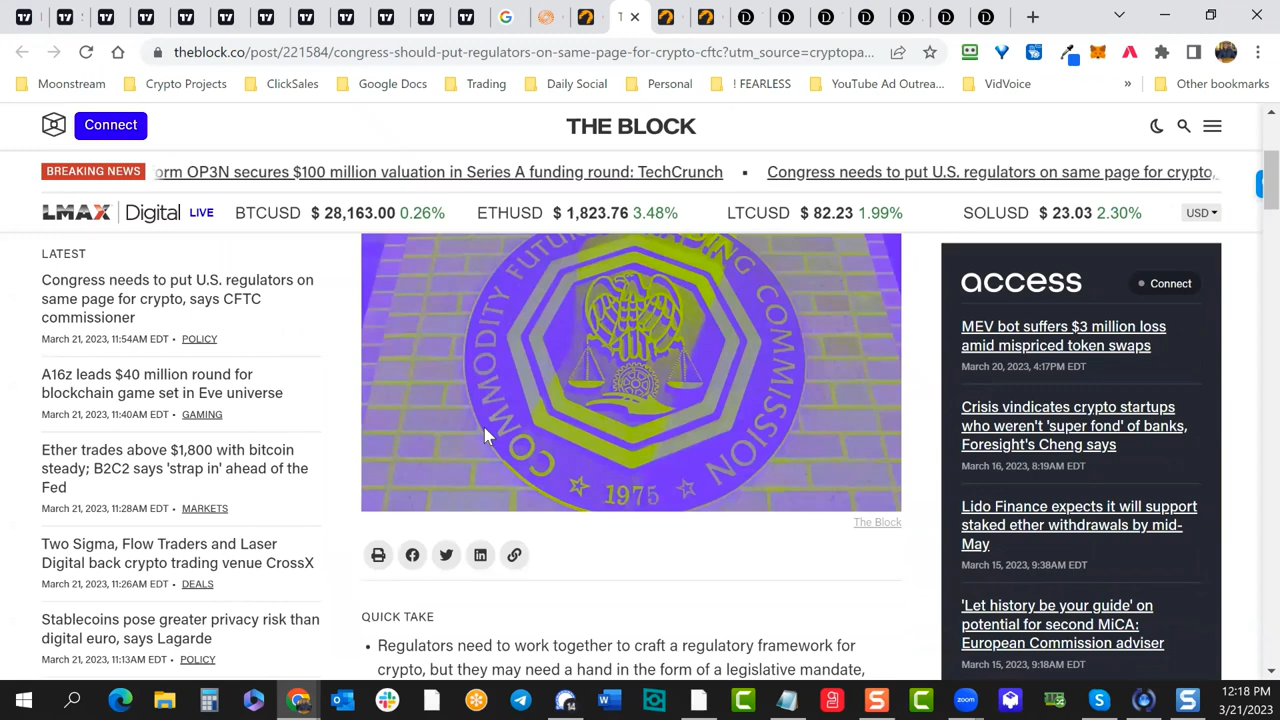 theblock.co/post/221584/congress-should-put-regulators-on-same-page-for-crypto-cftc?utm_source=cryptopa...
Moonstream Crypto Projects ClickSales Google Docs Trading Daily Social Personal ! FEARLESS YouTube Ad Outrea... VidVoice » Other bookmarks
Connect
THE BLOCK
BREAKING NEWS
orm OP3N secures $100 million valuation in Series A funding round: TechCrunch ▪ Congress needs to put U.S. regulators on same page for crypto,
LMAX Digital LIVE BTCUSD $ 28,163.00 0.26% ETHUSD $ 1,823.76 3.48% LTCUSD $ 82.23 1.99% SOLUSD $ 23.03 2.30% USD
LATEST
Congress needs to put U.S. regulators on
same page for crypto, says CFTC
commissioner
March 21, 2023, 11:54AM EDT • POLICY
A16z leads $40 million round for
blockchain game set in Eve universe
March 21, 2023, 11:40AM EDT • GAMING
Ether trades above $1,800 with bitcoin
steady; B2C2 says 'strap in' ahead of the
Fed
March 21, 2023, 11:28AM EDT • MARKETS
Two Sigma, Flow Traders and Laser
Digital back crypto trading venue CrossX
March 21, 2023, 11:26AM EDT • DEALS
Stablecoins pose greater privacy risk than
digital euro, says Lagarde
March 21, 2023, 11:13AM EDT • POLICY
COMMODITY FUTURES TRADING COMMISSION
1975
The Block
QUICK TAKE
• Regulators need to work together to craft a regulatory framework for
crypto, but they may need a hand in the form of a legislative mandate,
access
Connect
MEV bot suffers $3 million loss
amid mispriced token swaps
March 20, 2023, 4:17PM EDT
Crisis vindicates crypto startups
who weren't 'super fond' of banks,
Foresight's Cheng says
March 16, 2023, 8:19AM EDT
Lido Finance expects it will support
staked ether withdrawals by mid-
May
March 15, 2023, 9:38AM EDT
'Let history be your guide' on
potential for second MiCA:
European Commission adviser
March 15, 2023, 9:18AM EDT
12:18 PM
3/21/2023